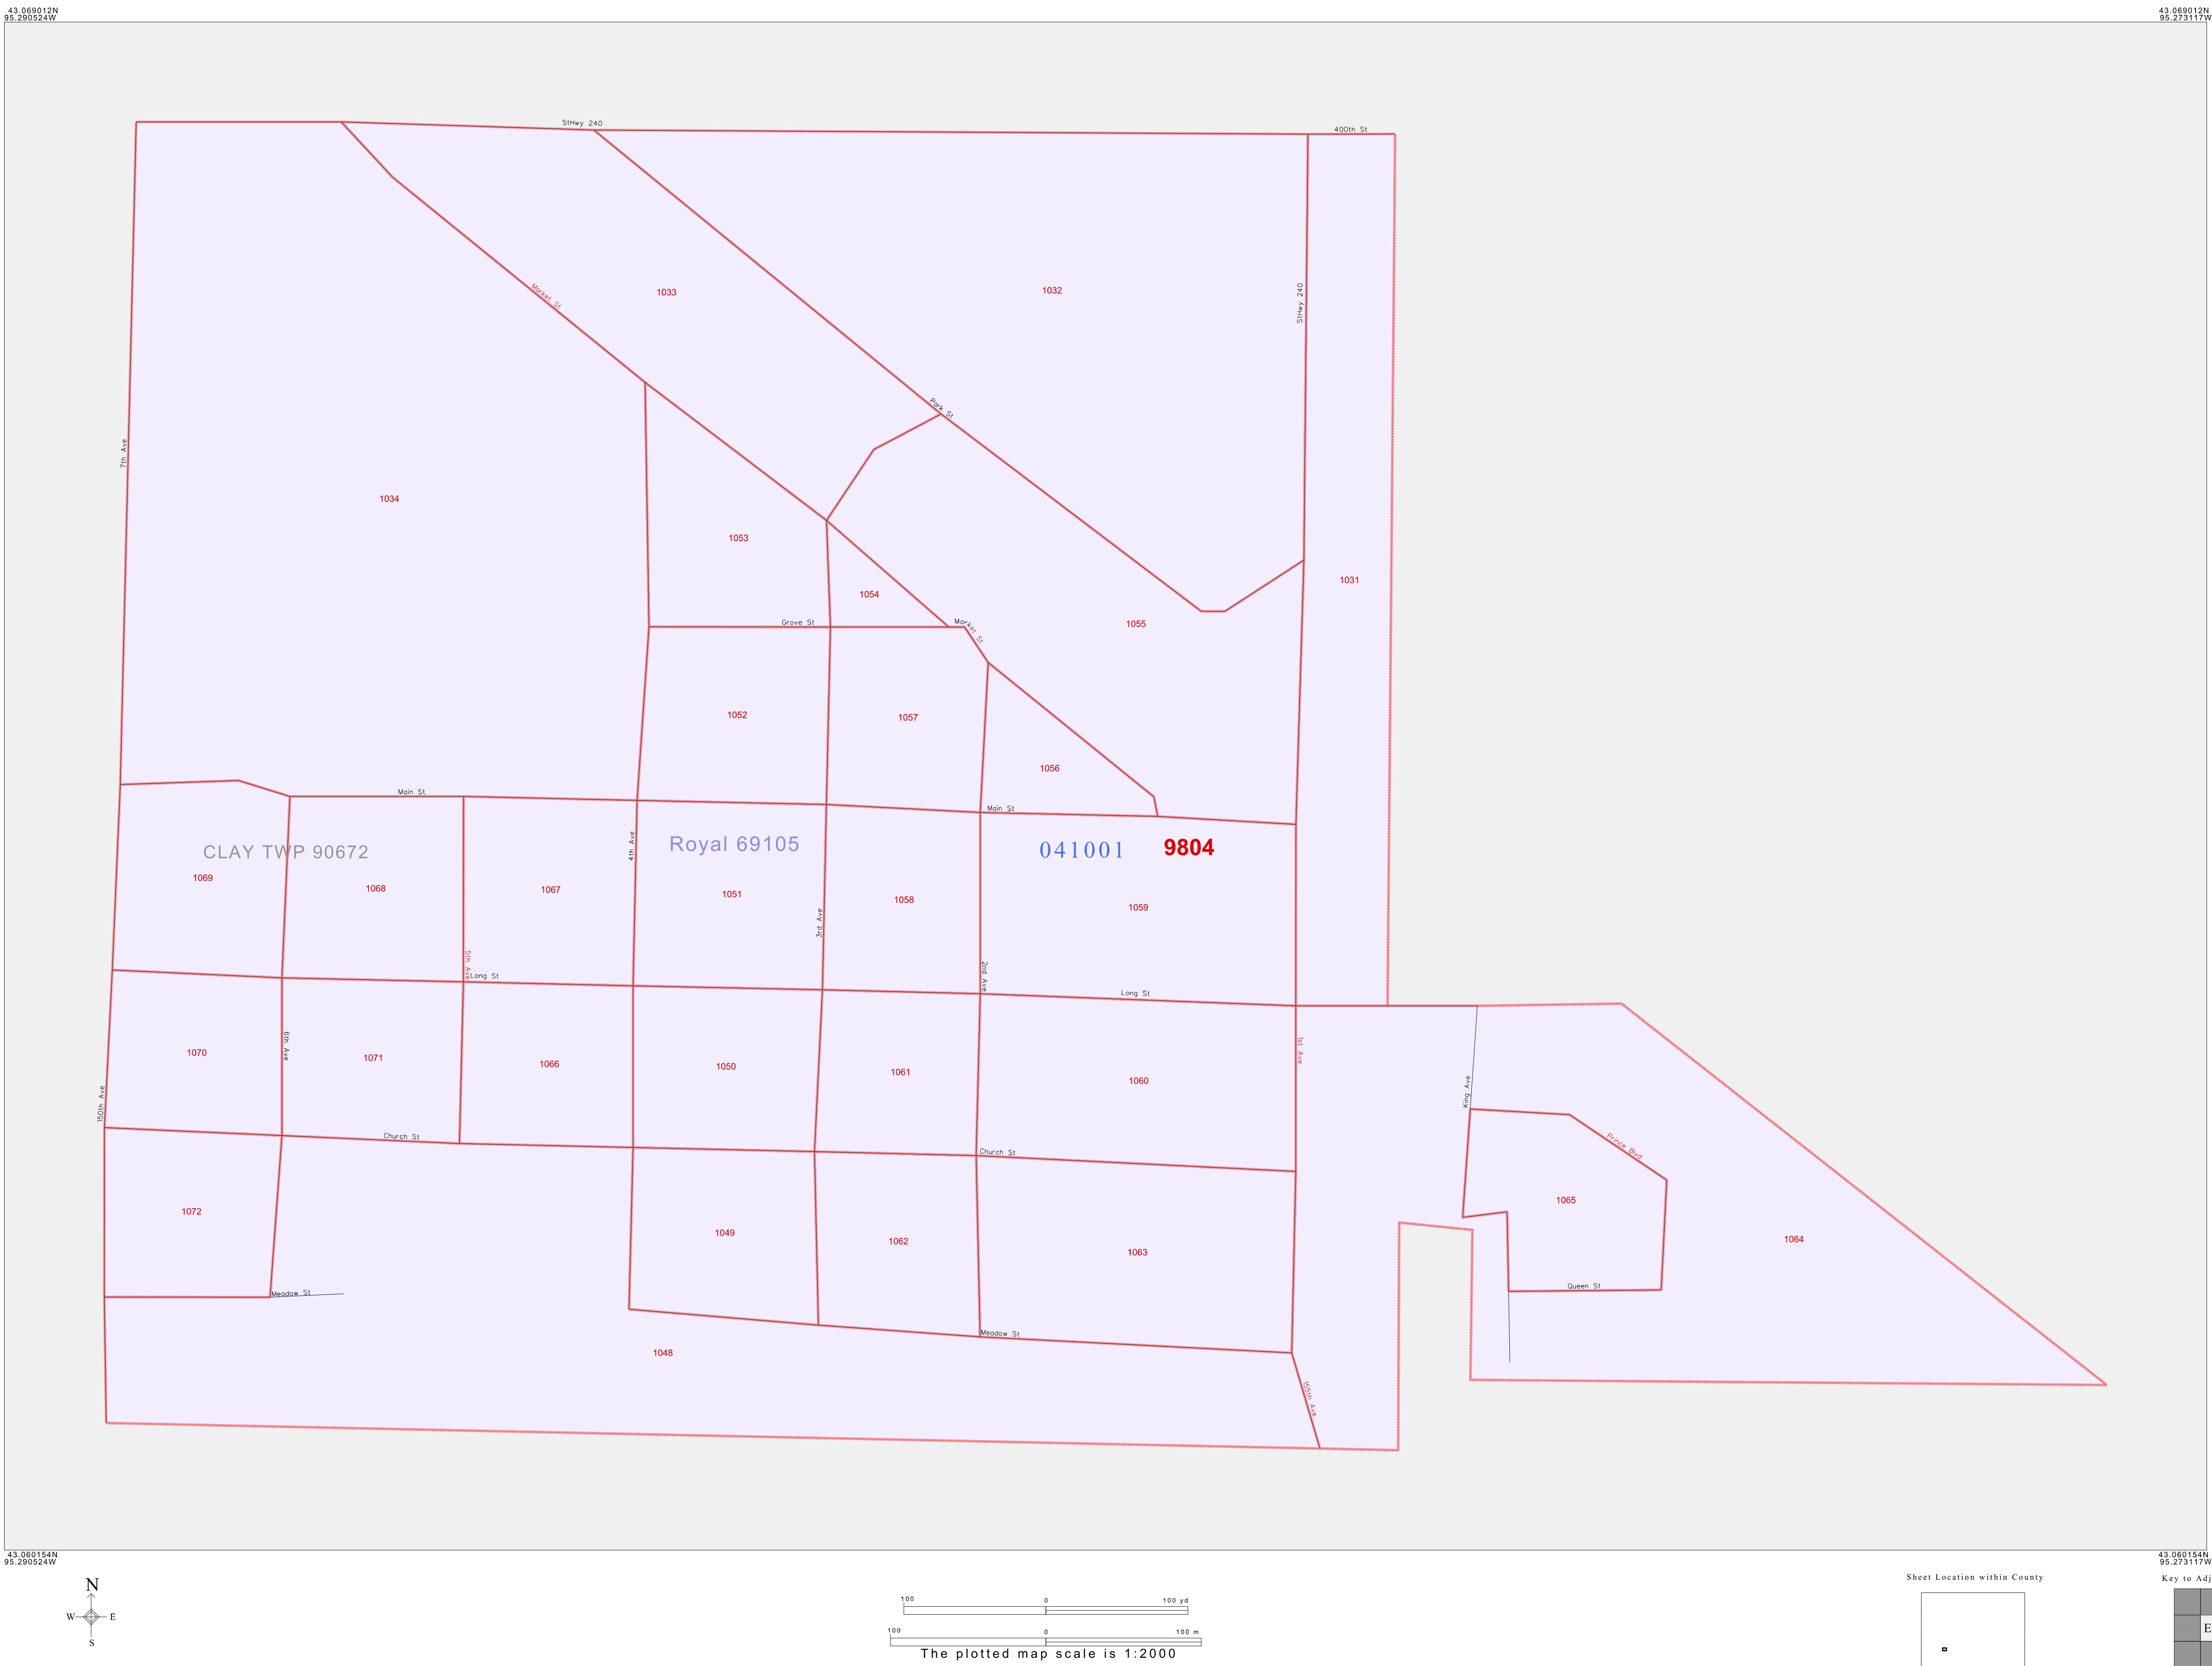 43.069012N
95.290524W
43.069012N
95.273117W
StHwy 240
400th St
Market St
1033
1032
StHwy 240
Park St
7th Ave
1034
1053
1031
1054
Grove St
Market St
1055
1052
1057
1056
Main St
Main St
CLAY TWP 90672
4th Ave
Royal 69105
041001
9804
1069
1068
1067
1051
1058
1059
3rd Ave
5th Ave
Long St
2nd Ave
Long St
6th Ave
1st Ave
1070
1071
1066
1050
1061
1060
King Ave
150th Ave
Church St
Church St
Prince Blvd
1065
1072
1049
1062
1063
1064
Meadow St
Queen St
Meadow St
1048
155th Ave
43.060154N
95.290524W
43.060154N
95.273117W
N
W E
S
100 0 100 yd
100 0 100 m
The plotted map scale is 1:2000
Sheet Location within County
Key to Adj
E